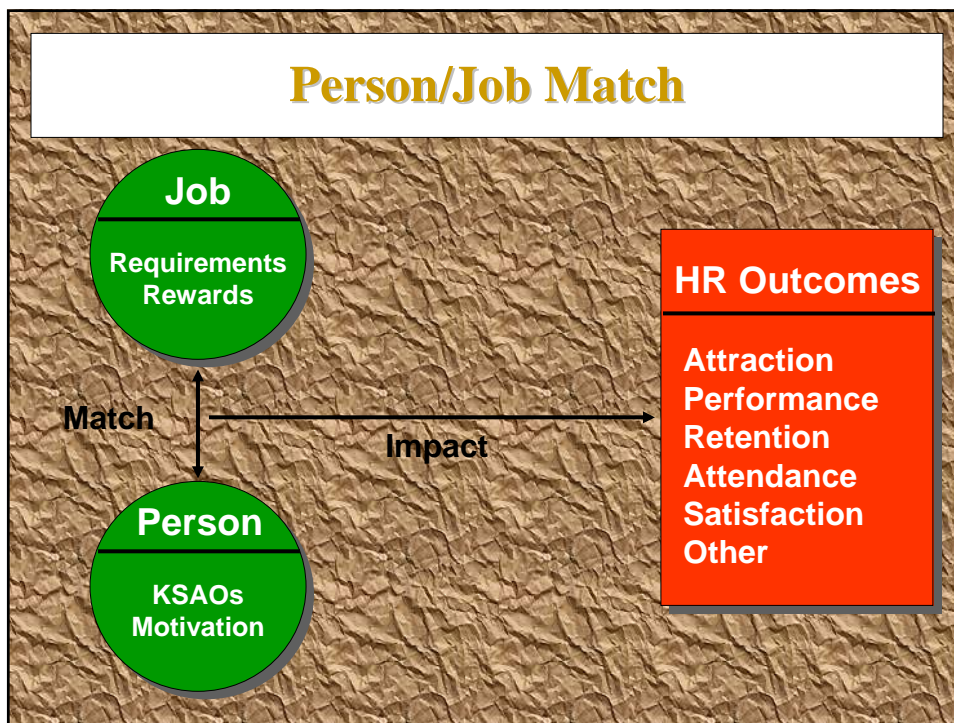 Person/Job Match
Job
Requirements
Rewards
Match
Impact
Person
KSAOs
Motivation
HR Outcomes
Attraction
Performance
Retention
Attendance
Satisfaction
Other